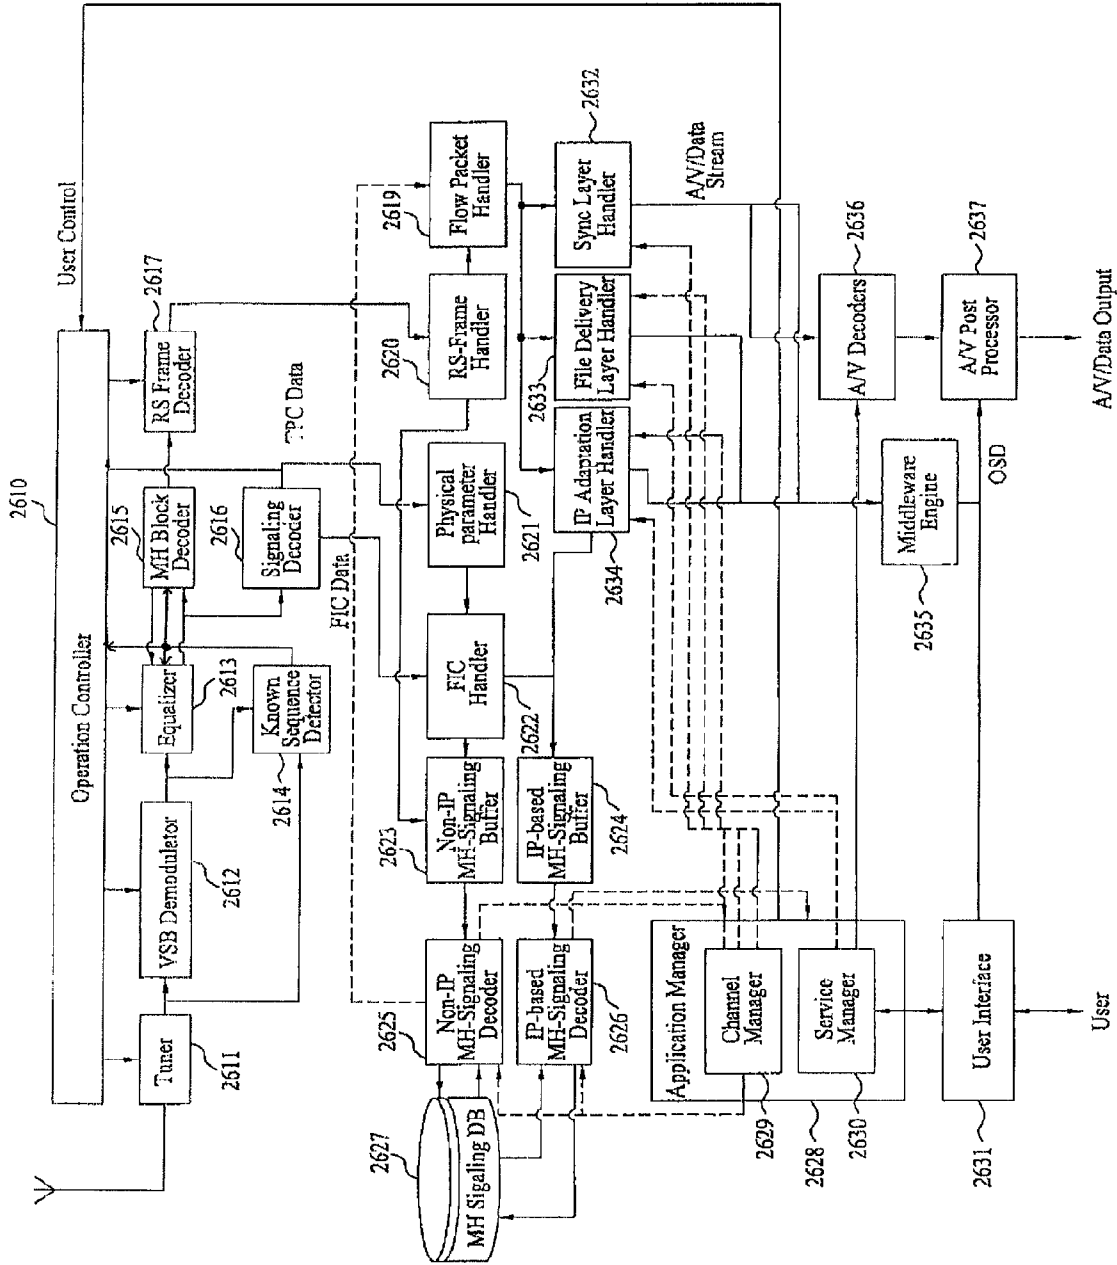 2610
Operation Controller
User Control
Tuner
2611
VSB Demodulator
2612
Equalizer
2613
Known
Sequence
Detector
2614
MH Block
Decoder
2615
Signaling
Decoder
2616
RS Frame
Decoder
2617
TPC Data
FIC Data
MH Sigaling DB
2627
Non-IP
MH-Signaling
Decoder
2625
Non-IP
MH-Signaling
Buffer
2623
FIC
Handler
2622
Physical
parameter
Handler
2621
RS-Frame
Handler
2620
Flow Packet
Handler
2619
IP-based
MH-Signaling
Decoder
2626
IP-based
MH-Signaling
Buffer
2624
IP Adaptation
Layer Handler
2634
File Delivery
Layer Handler
2633
Sync Layer
Handler
2632
A/V/Data
Stream
Application Manager
2628
Channel
Manager
2629
Service
Manager
2630
Middleware
Engine
2635
A/V Decoders
2636
User Interface
2631
OSD
A/V Post
Processor
2637
User
A/V/Data Output